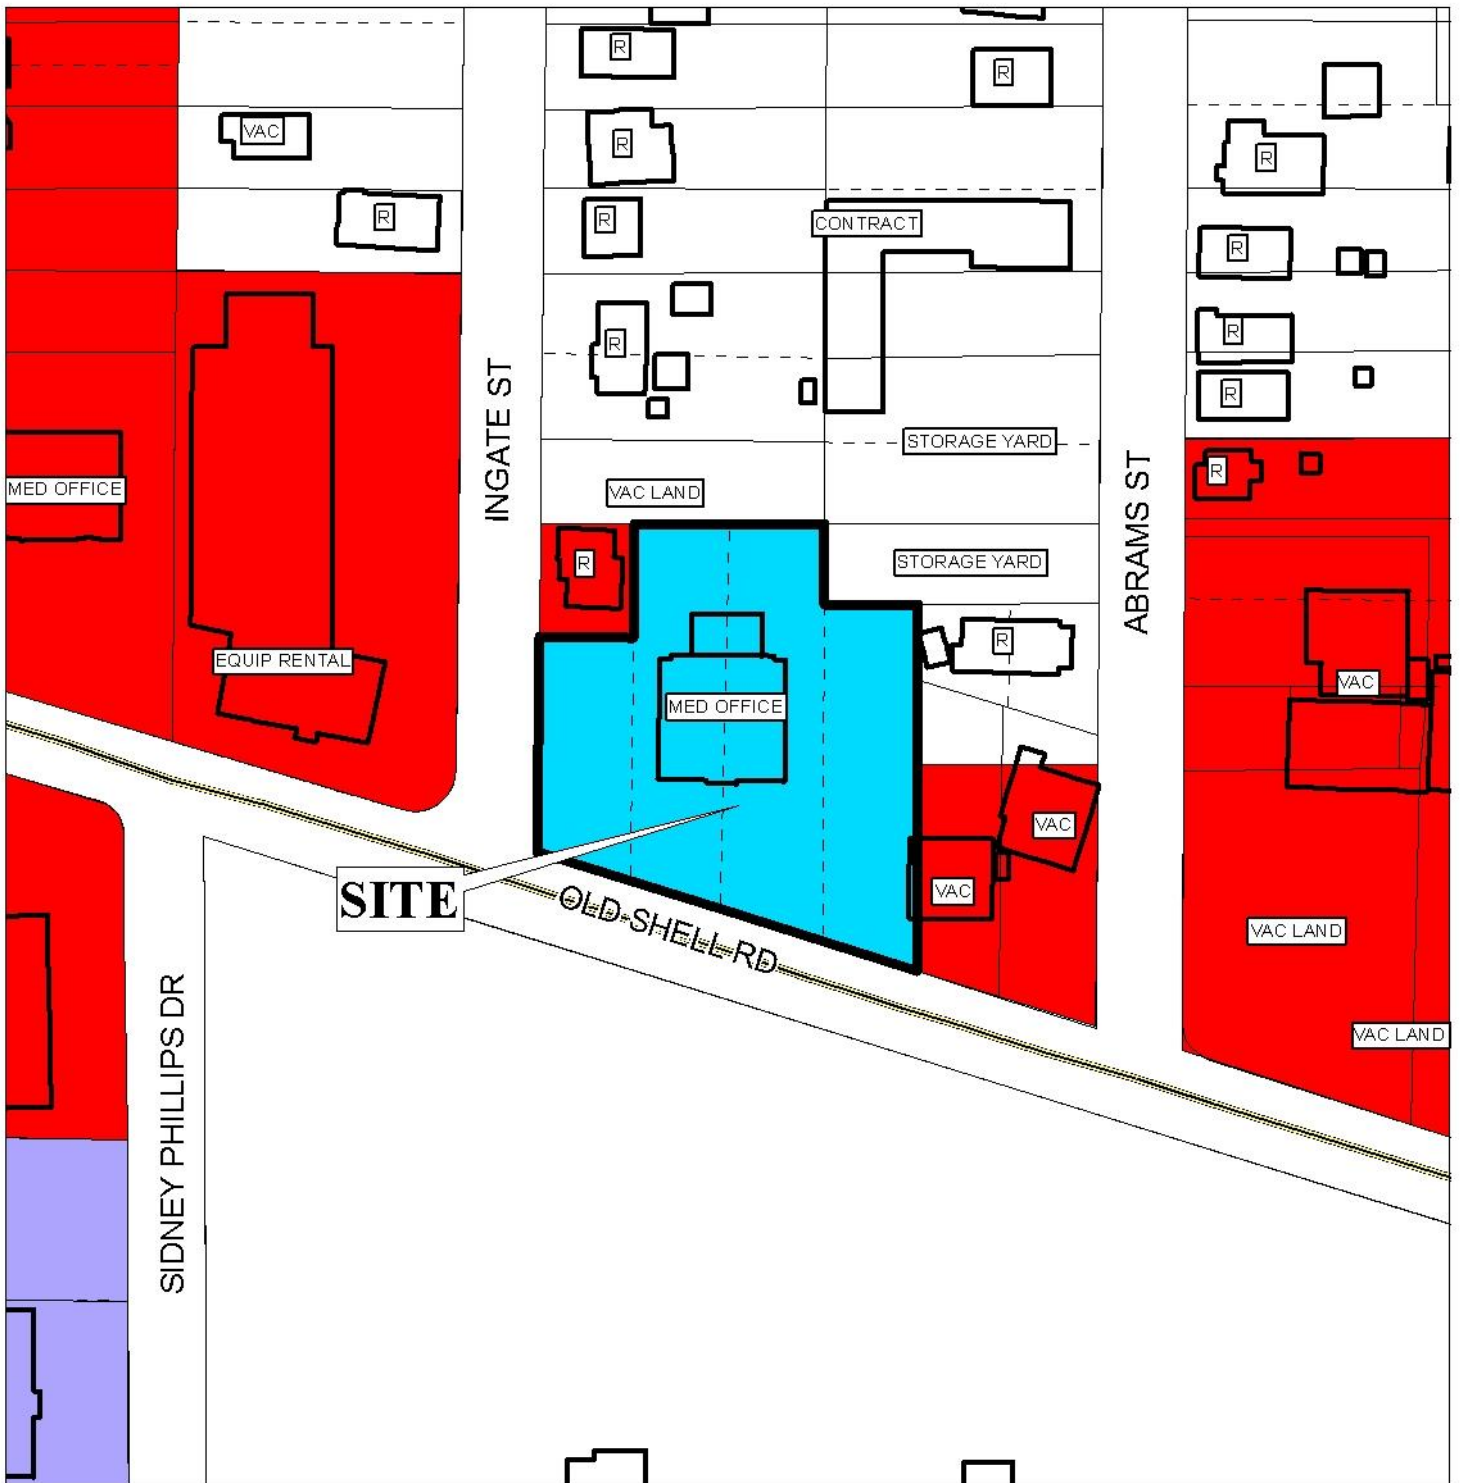 R
R
VAC
R
R
R
R
CONTRACT
R
R
R
R
INGATE ST
R
STORAGE YARD
ABRAMS ST
R
MED OFFICE
VAC LAND
R
STORAGE YARD
R
EQUIP RENTAL
MED OFFICE
VAC
VAC
VAC
SITE
OLD SHELL RD
VAC LAND
VAC LAND
SIDNEY PHILLIPS DR